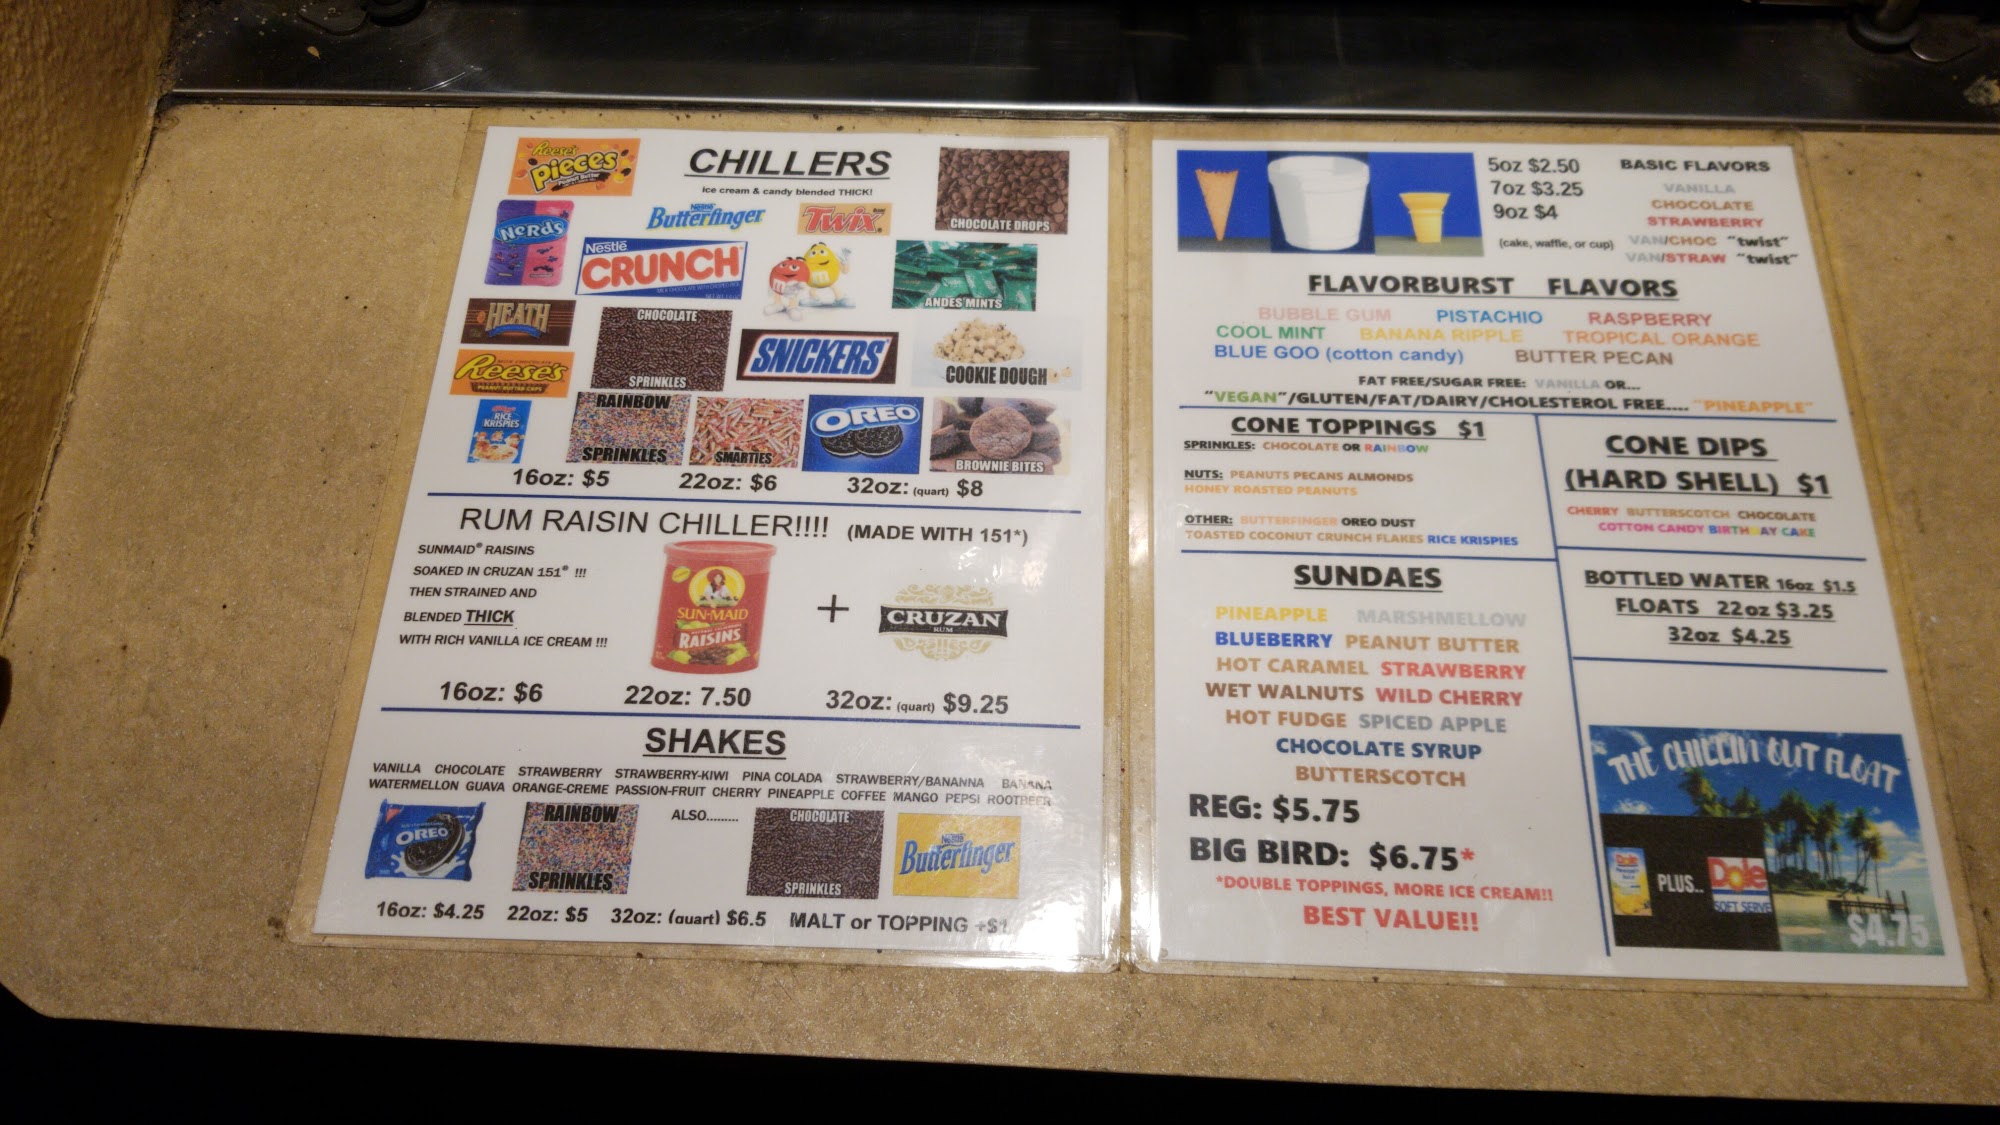 CHILLERS
ice cream & candy blended THICK!
Reese's Pieces Peanut Butter
CHOCOLATE DROPS
NeRds
Nestlé Butterfinger
TWIX
Nestlé CRUNCH
ANDES MINTS
HEATH
CHOCOLATE SPRINKLES
SNICKERS
COOKIE DOUGH
Reese's PEANUT BUTTER CUPS
Kellogg's RICE KRISPIES
RAINBOW SPRINKLES
SMARTIES
OREO
BROWNIE BITES
16oz: $5 22oz: $6 32oz: (quart) $8
RUM RAISIN CHILLER!!!! (MADE WITH 151*)
SUNMAID® RAISINS
SOAKED IN CRUZAN 151® !!!
THEN STRAINED AND
BLENDED THICK
WITH RICH VANILLA ICE CREAM !!!
SUN-MAID
RAISINS
+
CRUZAN
RUM
16oz: $6 22oz: 7.50 32oz: (quart) $9.25
SHAKES
VANILLA CHOCOLATE STRAWBERRY STRAWBERRY-KIWI PINA COLADA STRAWBERRY/BANANNA BANANA
WATERMELLON GUAVA ORANGE-CREME PASSION-FRUIT CHERRY PINEAPPLE COFFEE MANGO PEPSI ROOTBEER
OREO
RAINBOW SPRINKLES
ALSO.........
CHOCOLATE SPRINKLES
Nestlé Butterfinger
16oz: $4.25 22oz: $5 32oz: (quart) $6.5 MALT or TOPPING +$1
5oz $2.50
7oz $3.25
9oz $4
(cake, waffle, or cup)
BASIC FLAVORS
VANILLA
CHOCOLATE
STRAWBERRY
VAN/CHOC "twist"
VAN/STRAW "twist"
FLAVORBURST FLAVORS
BUBBLE GUM PISTACHIO RASPBERRY
COOL MINT BANANA RIPPLE TROPICAL ORANGE
BLUE GOO (cotton candy) BUTTER PECAN
FAT FREE/SUGAR FREE: VANILLA OR...
"VEGAN"/GLUTEN/FAT/DAIRY/CHOLESTEROL FREE.... "PINEAPPLE"
CONE TOPPINGS $1
SPRINKLES: CHOCOLATE OR RAINBOW
NUTS: PEANUTS PECANS ALMONDS
HONEY ROASTED PEANUTS
OTHER: BUTTERFINGER OREO DUST
TOASTED COCONUT CRUNCH FLAKES RICE KRISPIES
CONE DIPS
(HARD SHELL) $1
CHERRY BUTTERSCOTCH CHOCOLATE
COTTON CANDY BIRTHDAY CAKE
SUNDAES
PINEAPPLE MARSHMELLOW
BLUEBERRY PEANUT BUTTER
HOT CARAMEL STRAWBERRY
WET WALNUTS WILD CHERRY
HOT FUDGE SPICED APPLE
CHOCOLATE SYRUP
BUTTERSCOTCH
REG: $5.75
BIG BIRD: $6.75*
*DOUBLE TOPPINGS, MORE ICE CREAM!!
BEST VALUE!!
BOTTLED WATER 16oz $1.5
FLOATS 22oz $3.25
32oz $4.25
THE CHILLIN OUT FLOAT
Dole
PLUS..
Dole
SOFT SERVE
$4.75